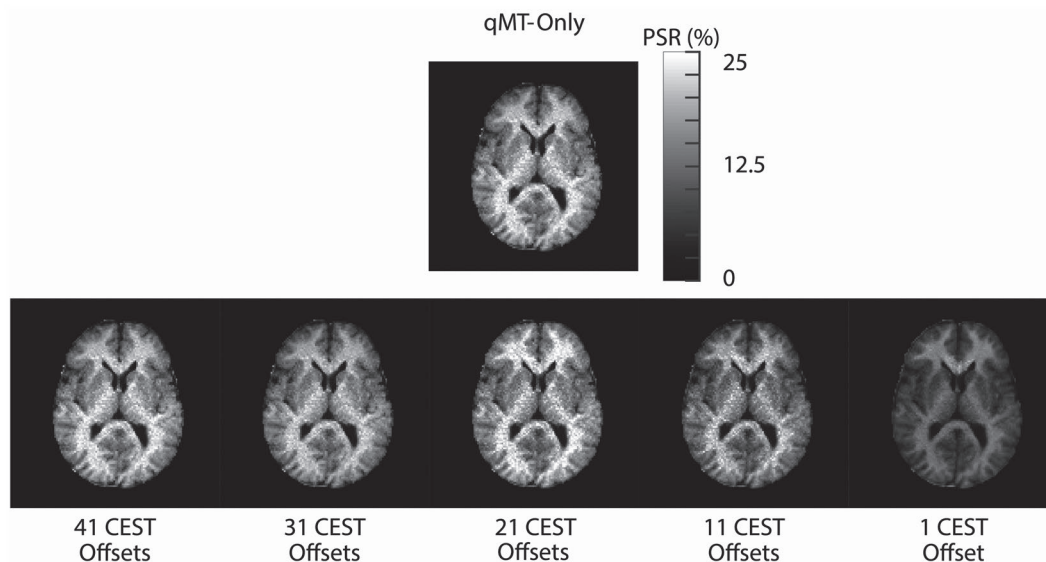 qMT-Only
PSR (%)
25
12.5
0
41 CEST
Offsets
31 CEST
Offsets
21 CEST
Offsets
11 CEST
Offsets
1 CEST
Offset